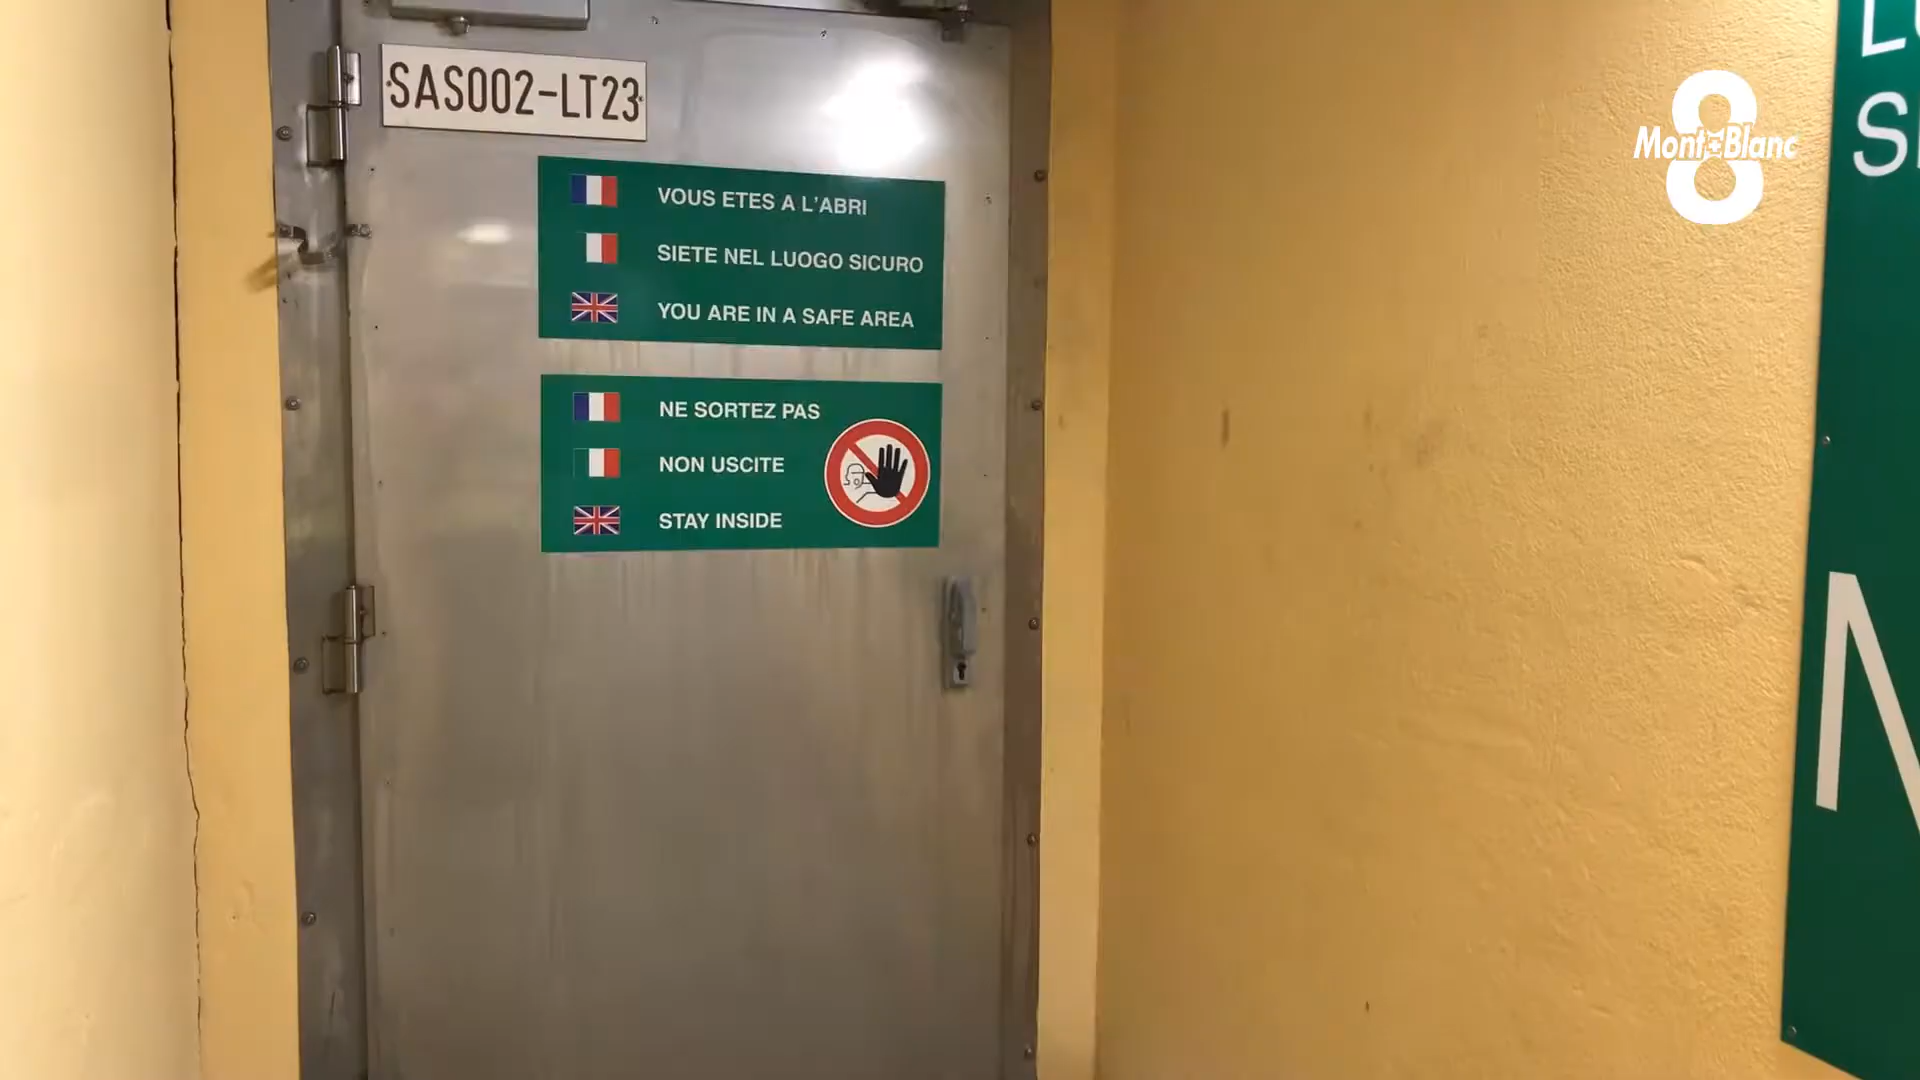 SAS002-LT23
VOUS ETES A L'ABRI
SIETE NEL LUOGO SICURO
YOU ARE IN A SAFE AREA
NE SORTEZ PAS
NON USCITE
STAY INSIDE
8
Mont-Blanc